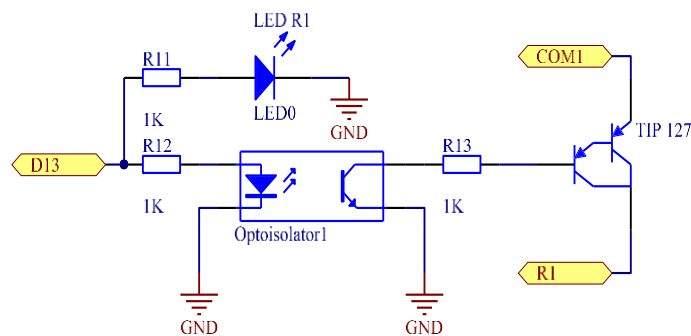 LED R1
R11
COM1
LED0
1K
GND
TIP 127
R12
R13
D13
1K
1K
Optoisolator1
R1
GND
GND